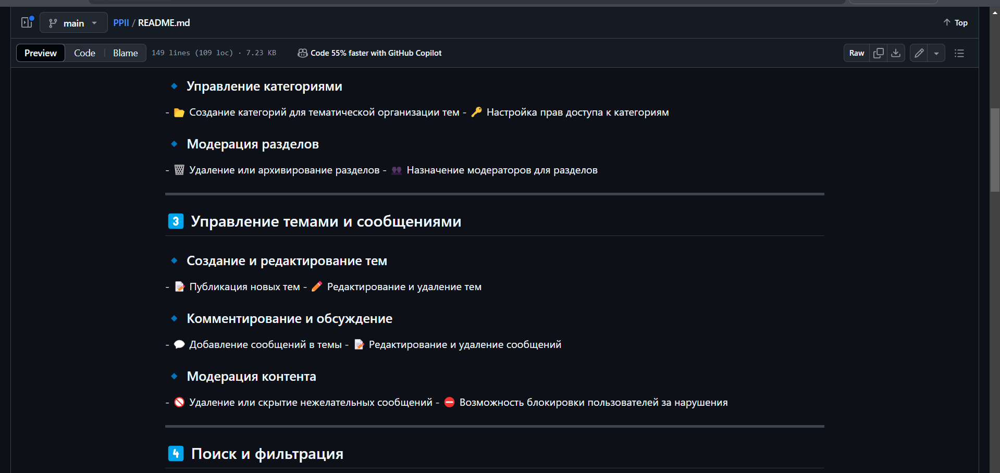 main
PPII / README.md
Top
Preview Code Blame 149 lines (109 loc) · 7.23 KB Code 55% faster with GitHub Copilot Raw
🔹 Управление категориями
- 📂 Создание категорий для тематической организации тем - 🔑 Настройка прав доступа к категориям
🔹 Модерация разделов
- 🗑 Удаление или архивирование разделов - 👥 Назначение модераторов для разделов
3️⃣ Управление темами и сообщениями
🔹 Создание и редактирование тем
- 📝 Публикация новых тем - ✏️ Редактирование и удаление тем
🔹 Комментирование и обсуждение
- 💬 Добавление сообщений в темы - 📝 Редактирование и удаление сообщений
🔹 Модерация контента
- 🚫 Удаление или скрытие нежелательных сообщений - ⛔ Возможность блокировки пользователей за нарушения
4️⃣ Поиск и фильтрация